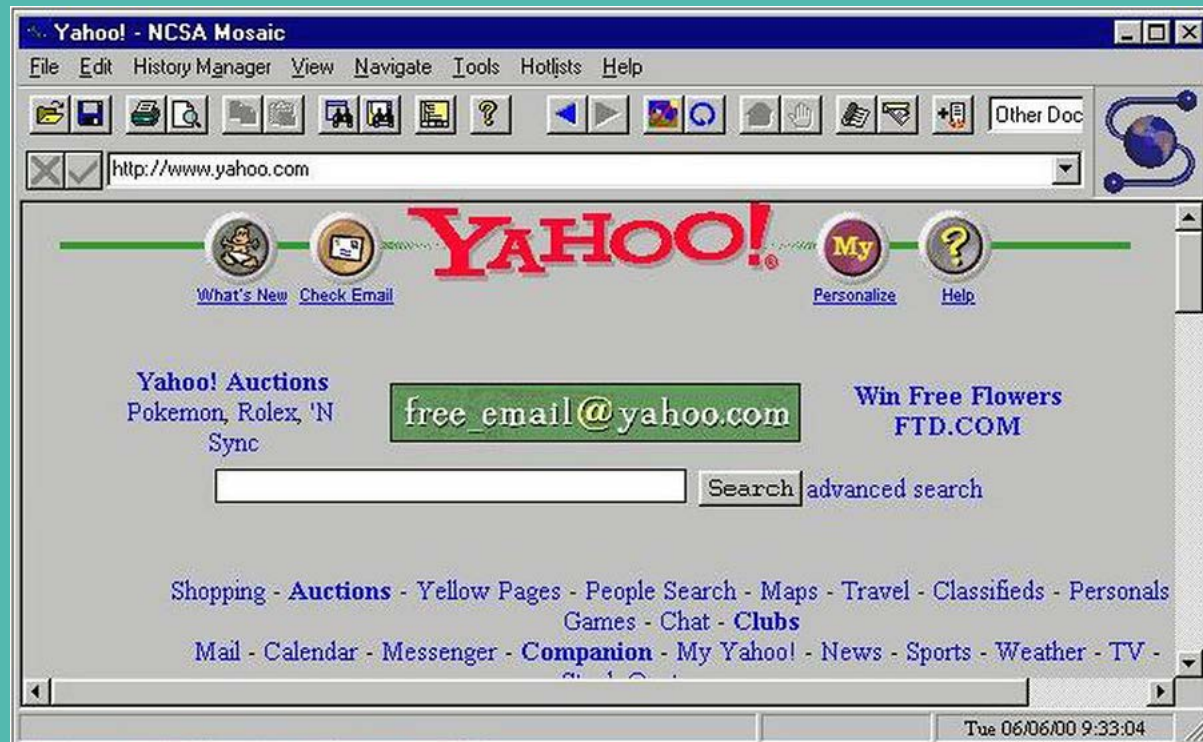 Yahoo! - NCSA Mosaic
File Edit History Manager View Navigate Tools Hotlists Help
Other Doc
http://www.yahoo.com
YAHOO!
My
What's New Check Email Personalize Help
Yahoo! Auctions
Pokemon, Rolex, 'N
Sync
free_email@yahoo.com
Win Free Flowers
FTD.COM
Search advanced search
Shopping - Auctions - Yellow Pages - People Search - Maps - Travel - Classifieds - Personals
Games - Chat - Clubs
Mail - Calendar - Messenger - Companion - My Yahoo! - News - Sports - Weather - TV -
Tue 06/06/00 9:33:04